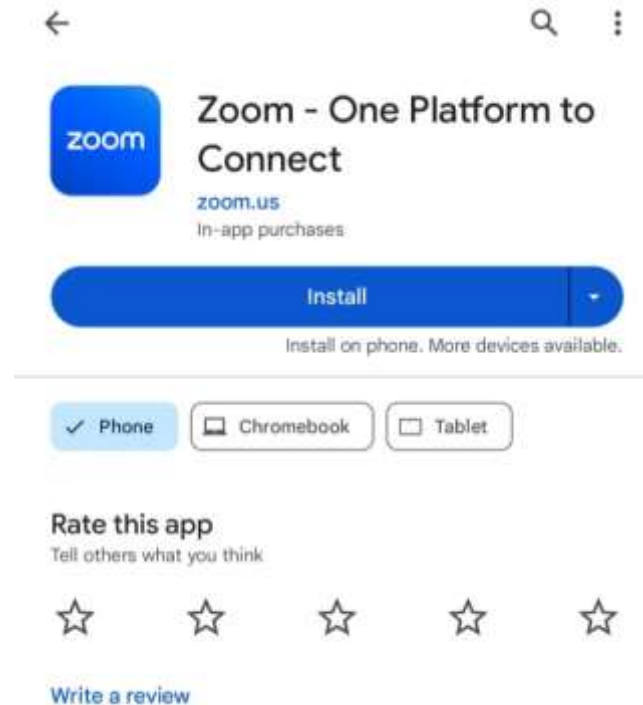 zoom
Zoom - One Platform to
Connect
zoom.us
In-app purchases
Install
Install on phone. More devices available.
Phone
Chromebook
Tablet
Rate this app
Tell others what you think
Write a review